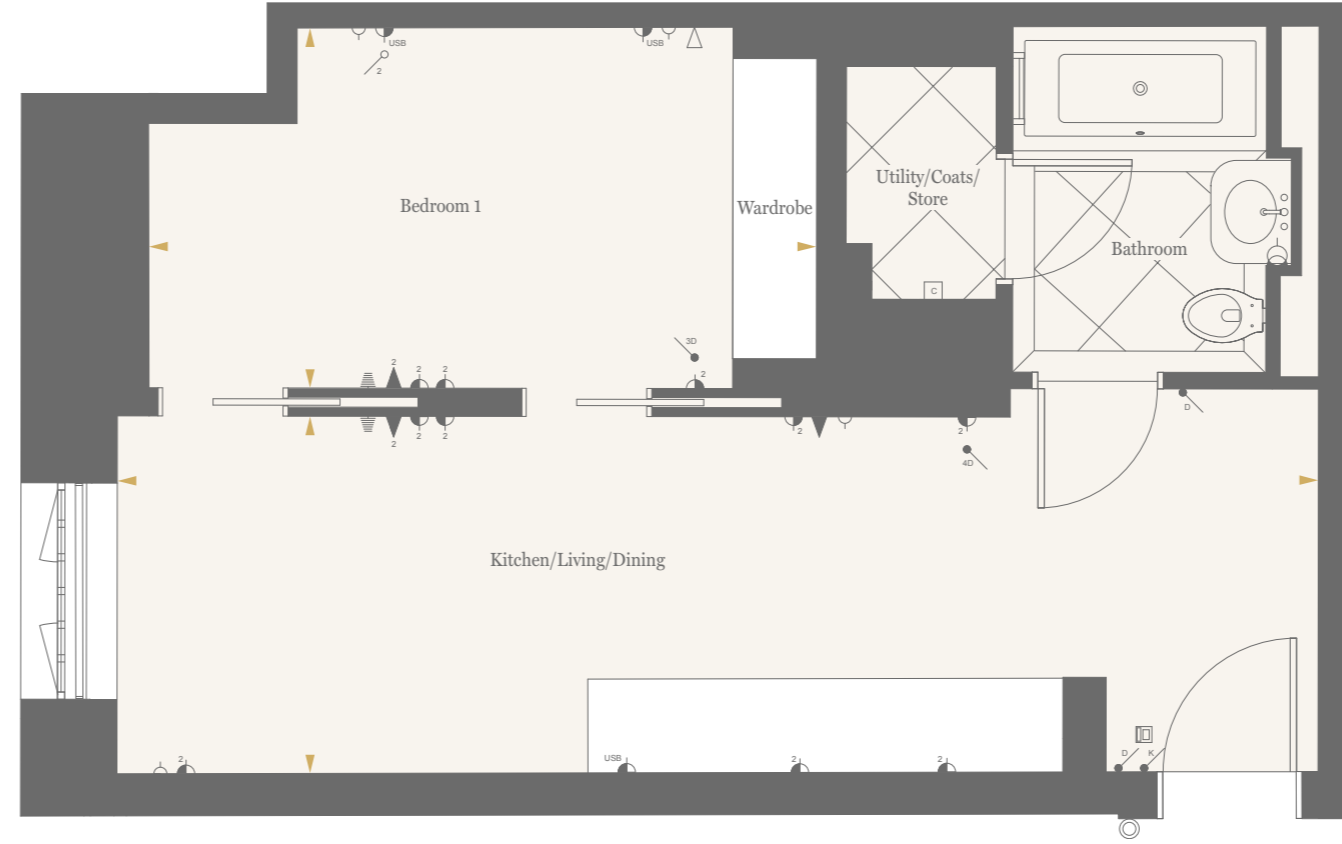 USB
USB
2
Utility/Coats/
Store
Bedroom 1
Wardrobe
Bathroom
C
3D
2
2
2
2
2
2
2
2
2
D
4D
Kitchen/Living/Dining
D
K
2
USB
2
2